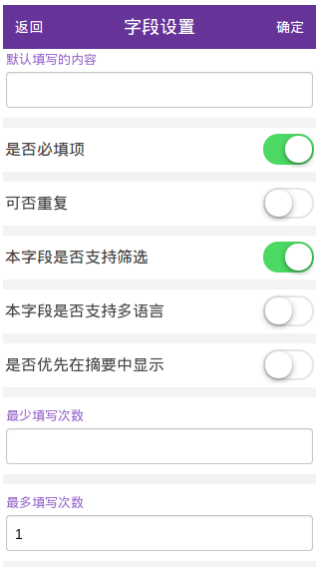 返回 字段设置 确定
默认填写的内容
是否必填项
可否重复
本字段是否支持筛选
本字段是否支持多语言
是否优先在摘要中显示
最少填写次数
最多填写次数
1